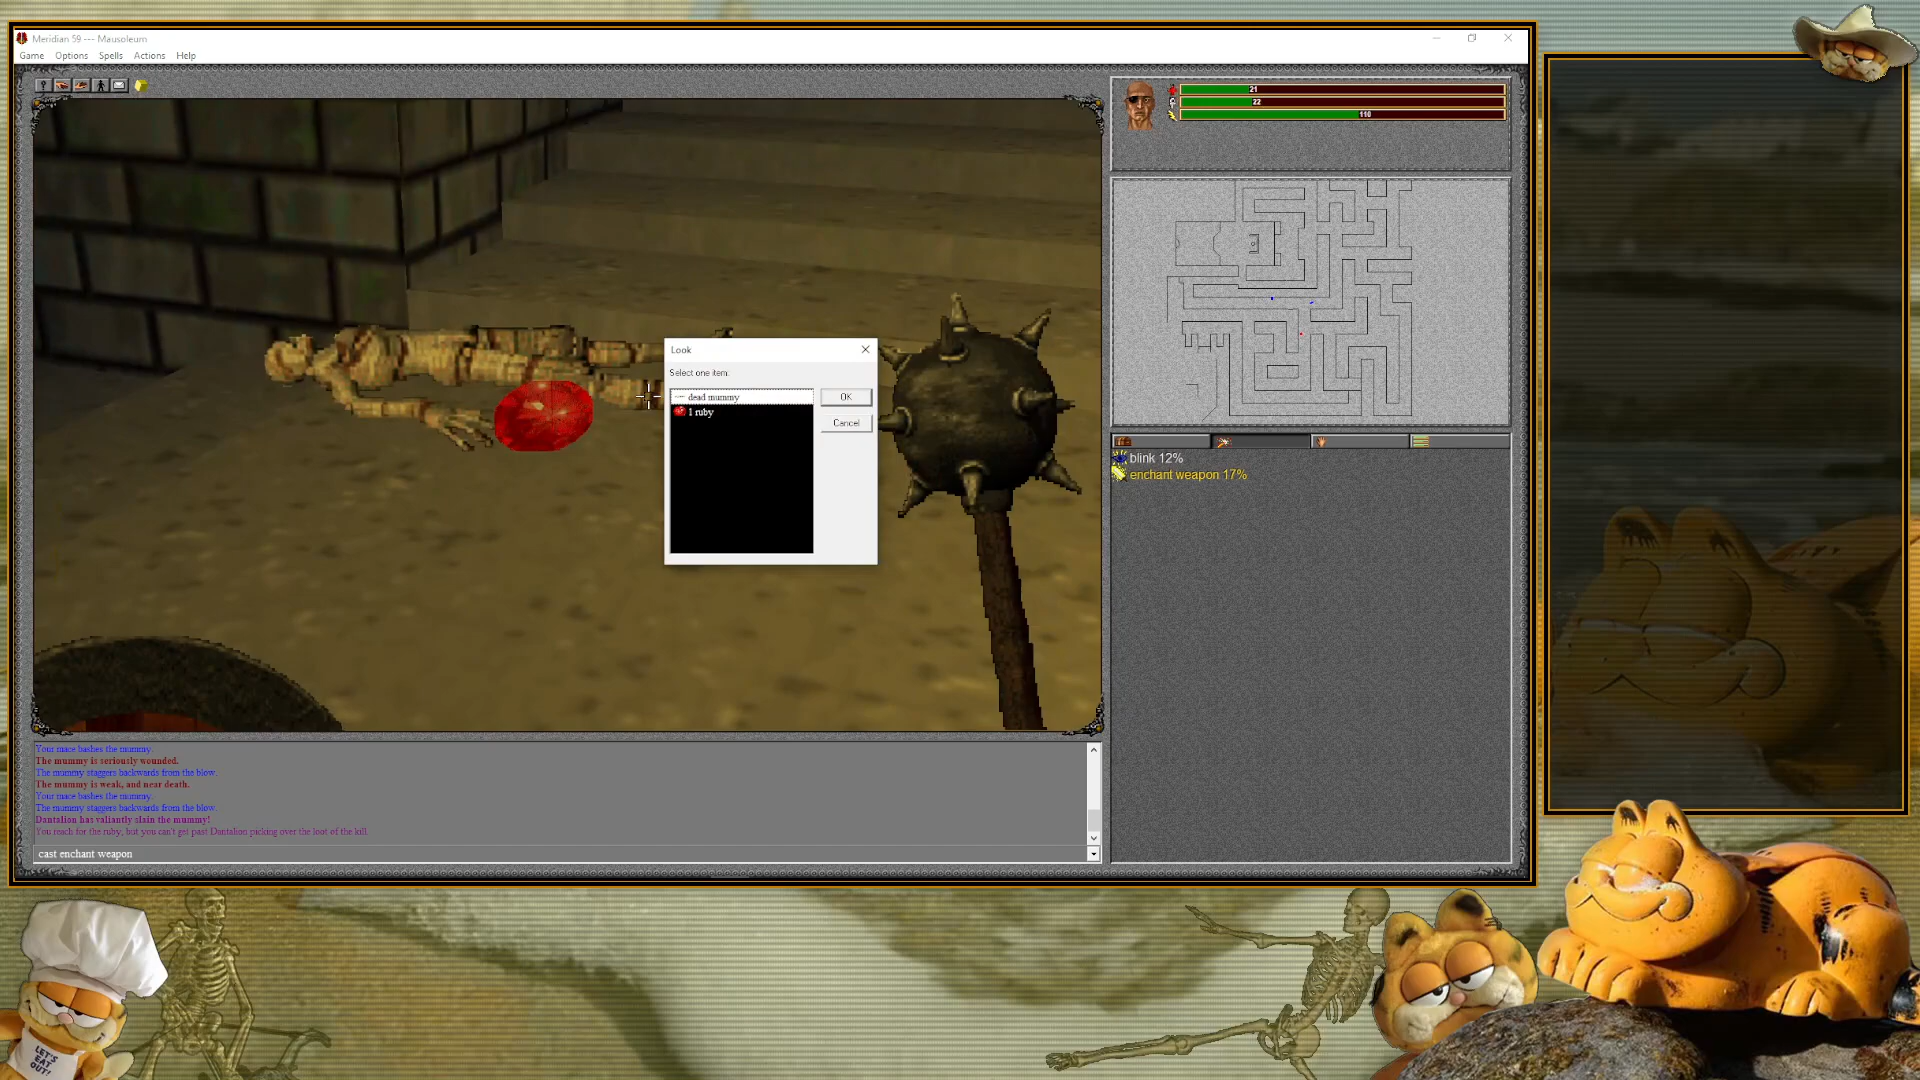 Meridian 59 --- Mausoleum
Game Options Spells Actions Help
21
22
110
Look
Select one item:
dead mummy
1 ruby
OK
Cancel
blink 12%
enchant weapon 17%
Your mace bashes the mummy.
The mummy is seriously wounded.
The mummy staggers backwards from the blow.
The mummy is weak, and near death.
Your mace bashes the mummy.
The mummy staggers backwards from the blow.
Dantalion has valiantly slain the mummy!
You reach for the ruby, but you can't get past Dantalion picking over the loot of the kill.
cast enchant weapon
LET'S
EAT
OUT!